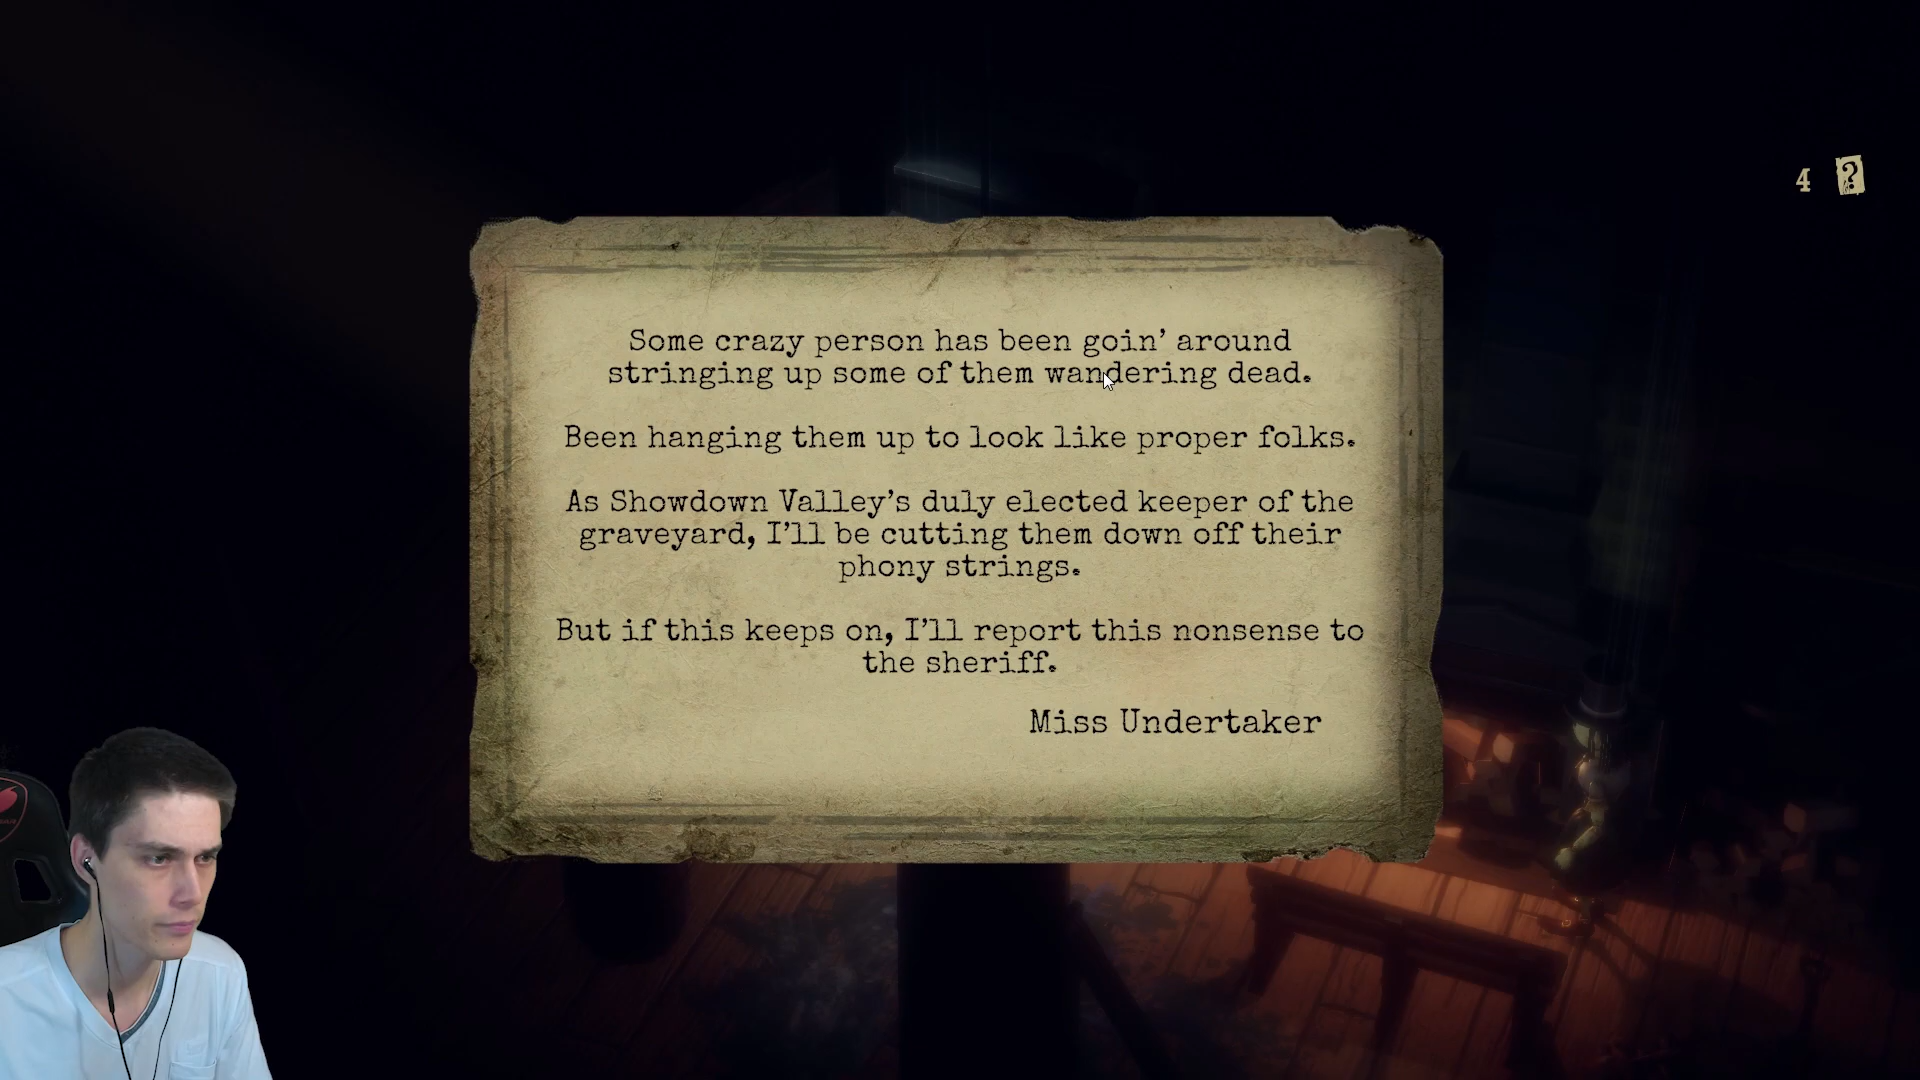 4 ?
Some crazy person has been goin’ around
stringing up some of them wandering dead.
Been hanging them up to look like proper folks.
As Showdown Valley’s duly elected keeper of the
graveyard, I’ll be cutting them down off their
phony strings.
But if this keeps on, I’ll report this nonsense to
the sheriff.
Miss Undertaker